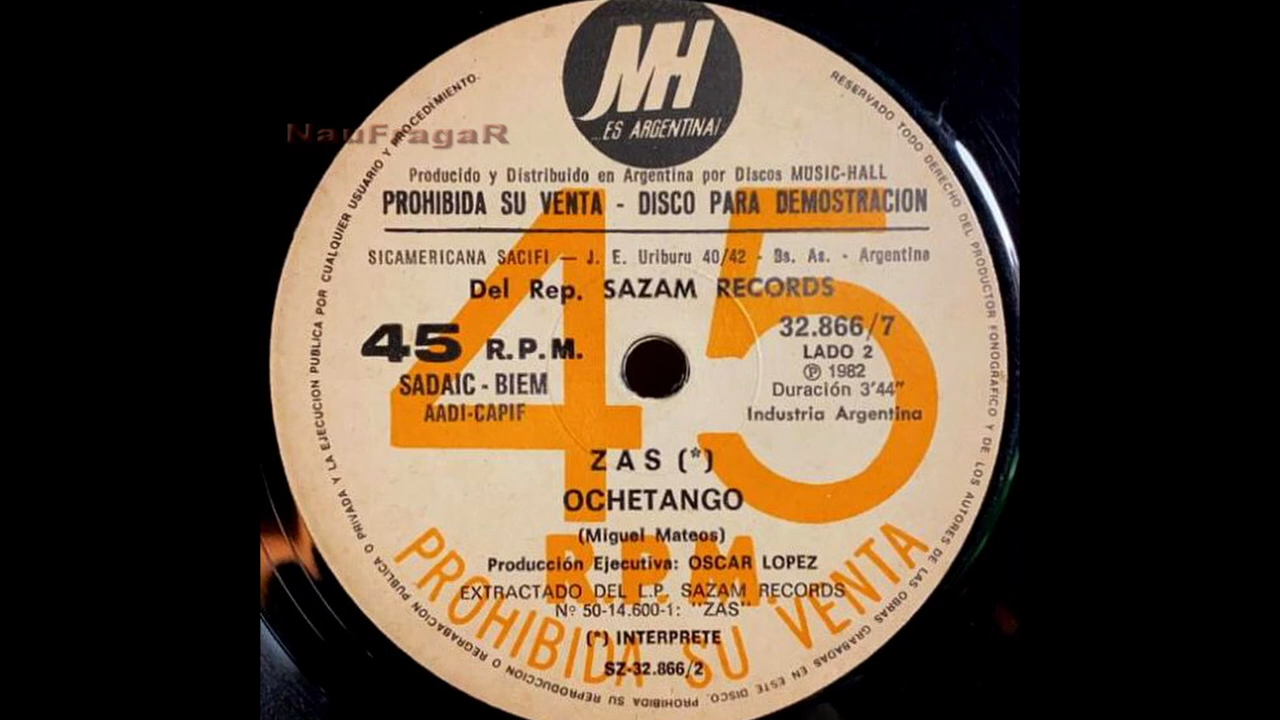 MH
...ES ARGENTINA!
NauFragaR
Producido y Distribuido en Argentina por Discos MUSIC-HALL
PROHIBIDA SU VENTA - DISCO PARA DEMOSTRACION
SICAMERICANA SACIFI — J. E. Uriburu 40/42 - Bs. As. - Argentina
Del Rep. SAZAM RECORDS
45 R.P.M.
SADAIC - BIEM
AADI-CAPIF
32.866/7
LADO 2
℗ 1982
Duración 3'44"
Industria Argentina
45
R.P.M.
ZAS (*)
OCHETANGO
(Miguel Mateos)
Producción Ejecutiva: OSCAR LOPEZ
EXTRACTADO DEL L.P. SAZAM RECORDS
Nº 50-14.600-1: "ZAS"
(*) INTERPRETE
SZ-32.866/2
PROHIBIDA SU VENTA
RESERVADO TODO DERECHO DEL PRODUCTOR FONOGRAFICO Y DE LOS AUTORES DE LAS OBRAS GRABADAS EN ESTE DISCO. PROHIBIDA SU REPRODUCCION O REGRABACION PUBLICA O PRIVADA Y LA EJECUCION PUBLICA POR CUALQUIER USUARIO Y PROCEDIMIENTO.